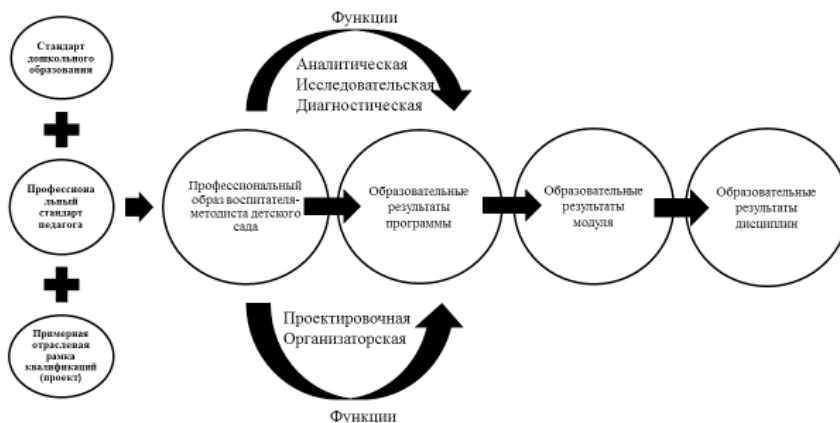 Функции
Аналитическая
Исследовательская
Диагностическая
Стандарт
дошкольного
образования
Профессиона
льный
стандарт
педагога
Примерная
отраслевая
рамка
квалификаций
(проект)
Профессиональный
образ воспитателя-
методиста детского
сада
Образовательные
результаты
программы
Образовательные
результаты
модуля
Образовательные
результаты
дисциплин
Проектировочная
Организаторская
Функции